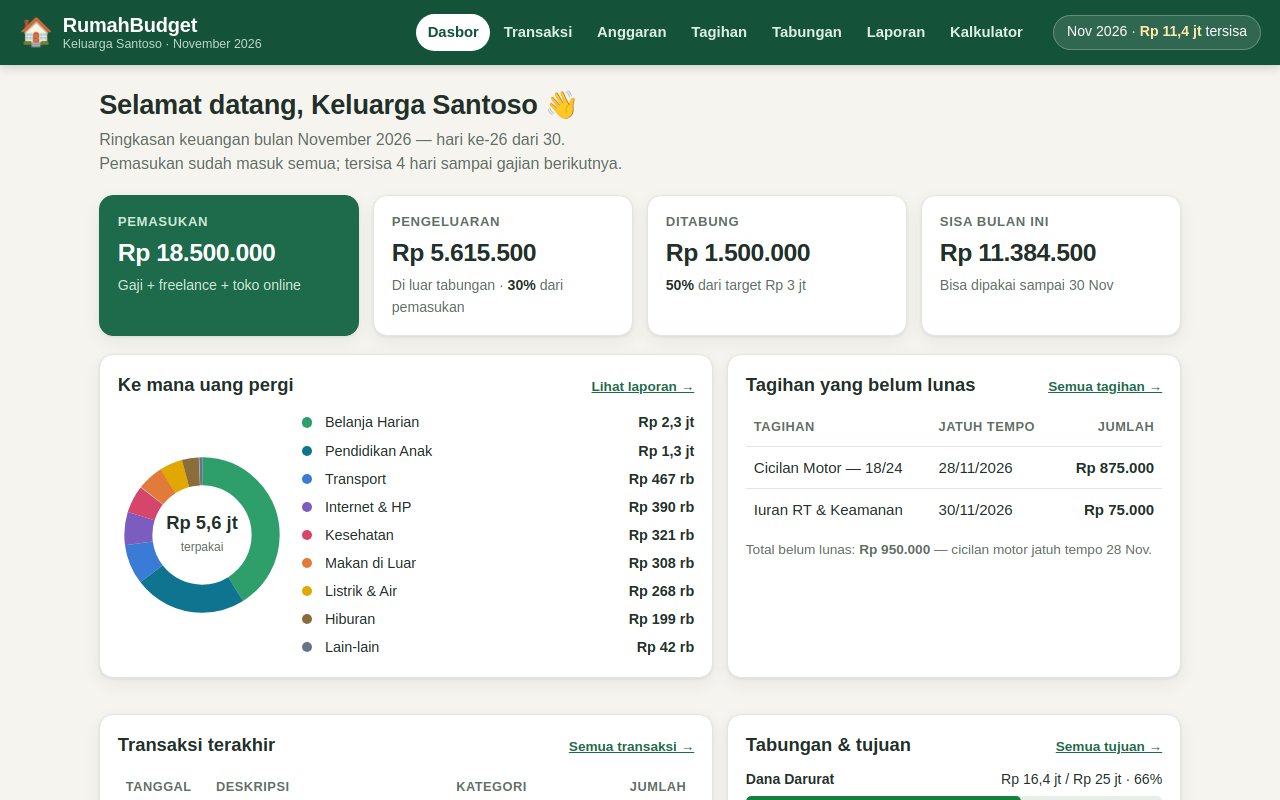 RumahBudget
Keluarga Santoso · November 2026
Dasbor Transaksi Anggaran Tagihan Tabungan Laporan Kalkulator
Nov 2026 · Rp 11,4 jt tersisa
Selamat datang, Keluarga Santoso 👋
Ringkasan keuangan bulan November 2026 — hari ke-26 dari 30.
Pemasukan sudah masuk semua; tersisa 4 hari sampai gajian berikutnya.
PEMASUKAN
Rp 18.500.000
Gaji + freelance + toko online
PENGELUARAN
Rp 5.615.500
Di luar tabungan · 30% dari
pemasukan
DITABUNG
Rp 1.500.000
50% dari target Rp 3 jt
SISA BULAN INI
Rp 11.384.500
Bisa dipakai sampai 30 Nov
Ke mana uang pergi
Lihat laporan →
Rp 5,6 jt
terpakai
Belanja Harian Rp 2,3 jt
Pendidikan Anak Rp 1,3 jt
Transport Rp 467 rb
Internet & HP Rp 390 rb
Kesehatan Rp 321 rb
Makan di Luar Rp 308 rb
Listrik & Air Rp 268 rb
Hiburan Rp 199 rb
Lain-lain Rp 42 rb
Tagihan yang belum lunas
Semua tagihan →
TAGIHAN JATUH TEMPO JUMLAH
Cicilan Motor — 18/24 28/11/2026 Rp 875.000
Iuran RT & Keamanan 30/11/2026 Rp 75.000
Total belum lunas: Rp 950.000 — cicilan motor jatuh tempo 28 Nov.
Transaksi terakhir
Semua transaksi →
TANGGAL DESKRIPSI KATEGORI JUMLAH
Tabungan & tujuan
Semua tujuan →
Dana Darurat Rp 16,4 jt / Rp 25 jt · 66%